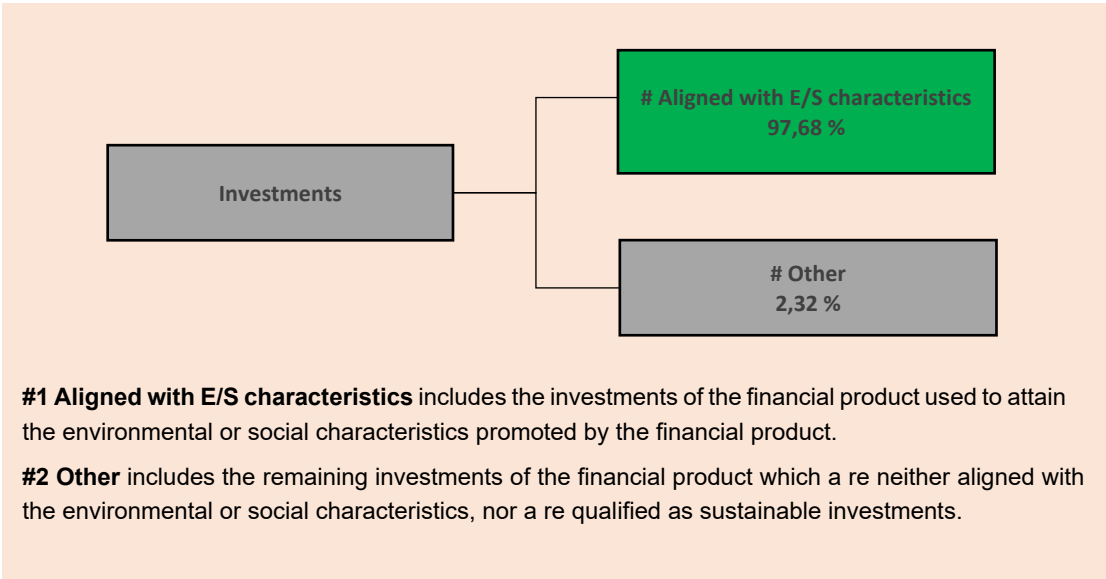 # Aligned with E/S characteristics
97,68 %
Investments
# Other
2,32 %
#1 Aligned with E/S characteristics includes the investments of the financial product used to attain
the environmental or social characteristics promoted by the financial product.
#2 Other includes the remaining investments of the financial product which a re neither aligned with
the environmental or social characteristics, nor a re qualified as sustainable investments.